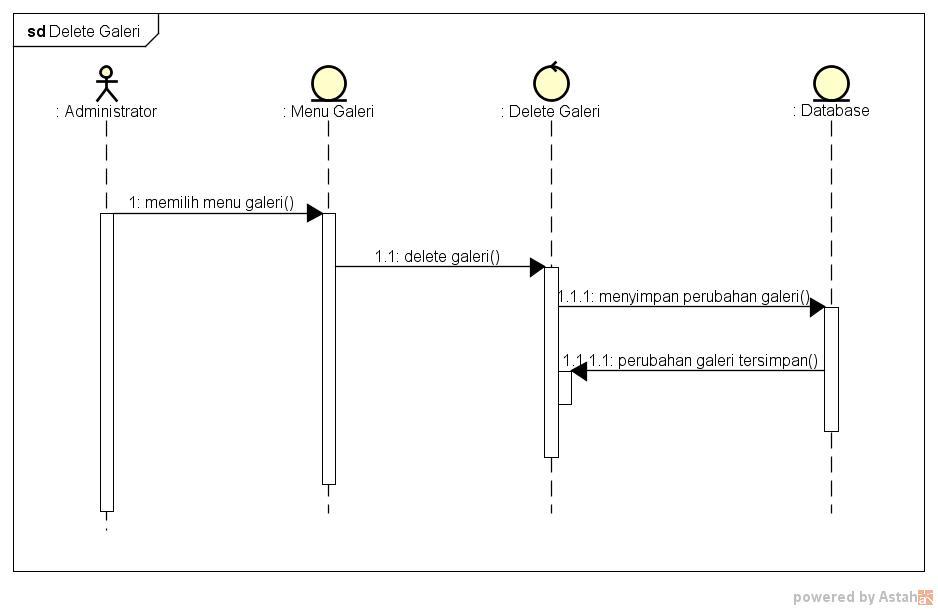 sd Delete Galeri
: Administrator
: Menu Galeri
: Delete Galeri
: Database
1: memilih menu galeri()
1.1: delete galeri()
1.1.1: menyimpan perubahan galeri()
1.1.1.1: perubahan galeri tersimpan()
powered by Astah